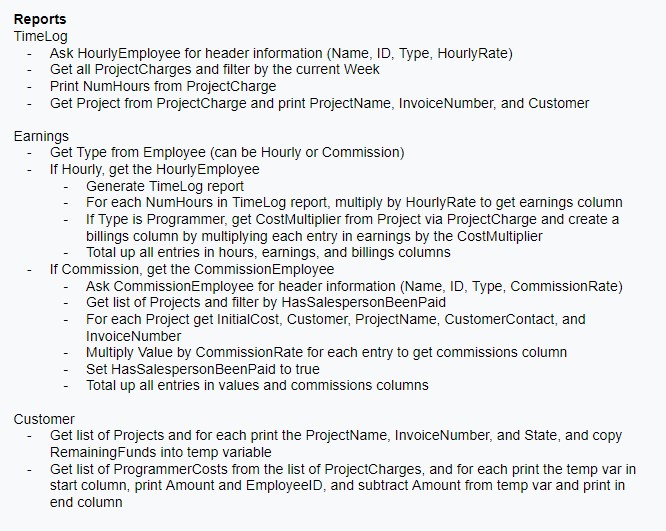 Reports
TimeLog
- Ask HourlyEmployee for header information (Name, ID, Type, HourlyRate)
- Get all ProjectCharges and filter by the current Week
- Print NumHours from ProjectCharge
- Get Project from ProjectCharge and print ProjectName, InvoiceNumber, and Customer
Earnings
- Get Type from Employee (can be Hourly or Commission)
- If Hourly, get the HourlyEmployee
- Generate TimeLog report
- For each NumHours in TimeLog report, multiply by HourlyRate to get earnings column
- If Type is Programmer, get CostMultiplier from Project via ProjectCharge and create a
billings column by multiplying each entry in earnings by the CostMultiplier
- Total up all entries in hours, earnings, and billings columns
- If Commission, get the CommissionEmployee
- Ask CommissionEmployee for header information (Name, ID, Type, CommissionRate)
- Get list of Projects and filter by HasSalespersonBeenPaid
- For each Project get InitialCost, Customer, ProjectName, CustomerContact, and
InvoiceNumber
- Multiply Value by CommissionRate for each entry to get commissions column
- Set HasSalespersonBeenPaid to true
- Total up all entries in values and commissions columns
Customer
- Get list of Projects and for each print the ProjectName, InvoiceNumber, and State, and copy
RemainingFunds into temp variable
- Get list of ProgrammerCosts from the list of ProjectCharges, and for each print the temp var in
start column, print Amount and EmployeeID, and subtract Amount from temp var and print in
end column